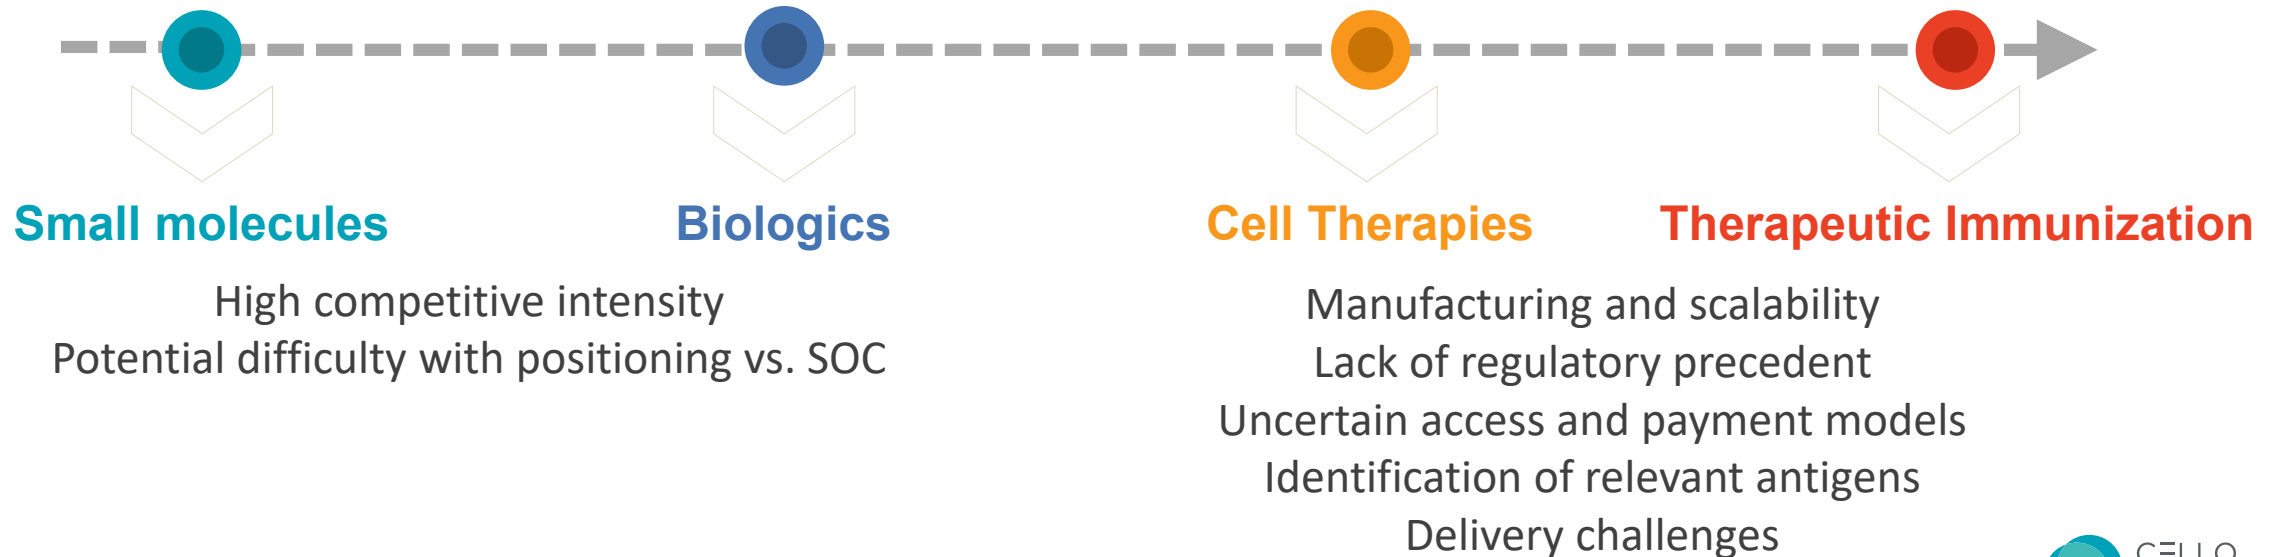 Small molecules
Biologics
Cell Therapies
Therapeutic Immunization
High competitive intensity
Potential difficulty with positioning vs. SOC
Manufacturing and scalability
Lack of regulatory precedent
Uncertain access and payment models
Identification of relevant antigens
Delivery challenges
CELLO